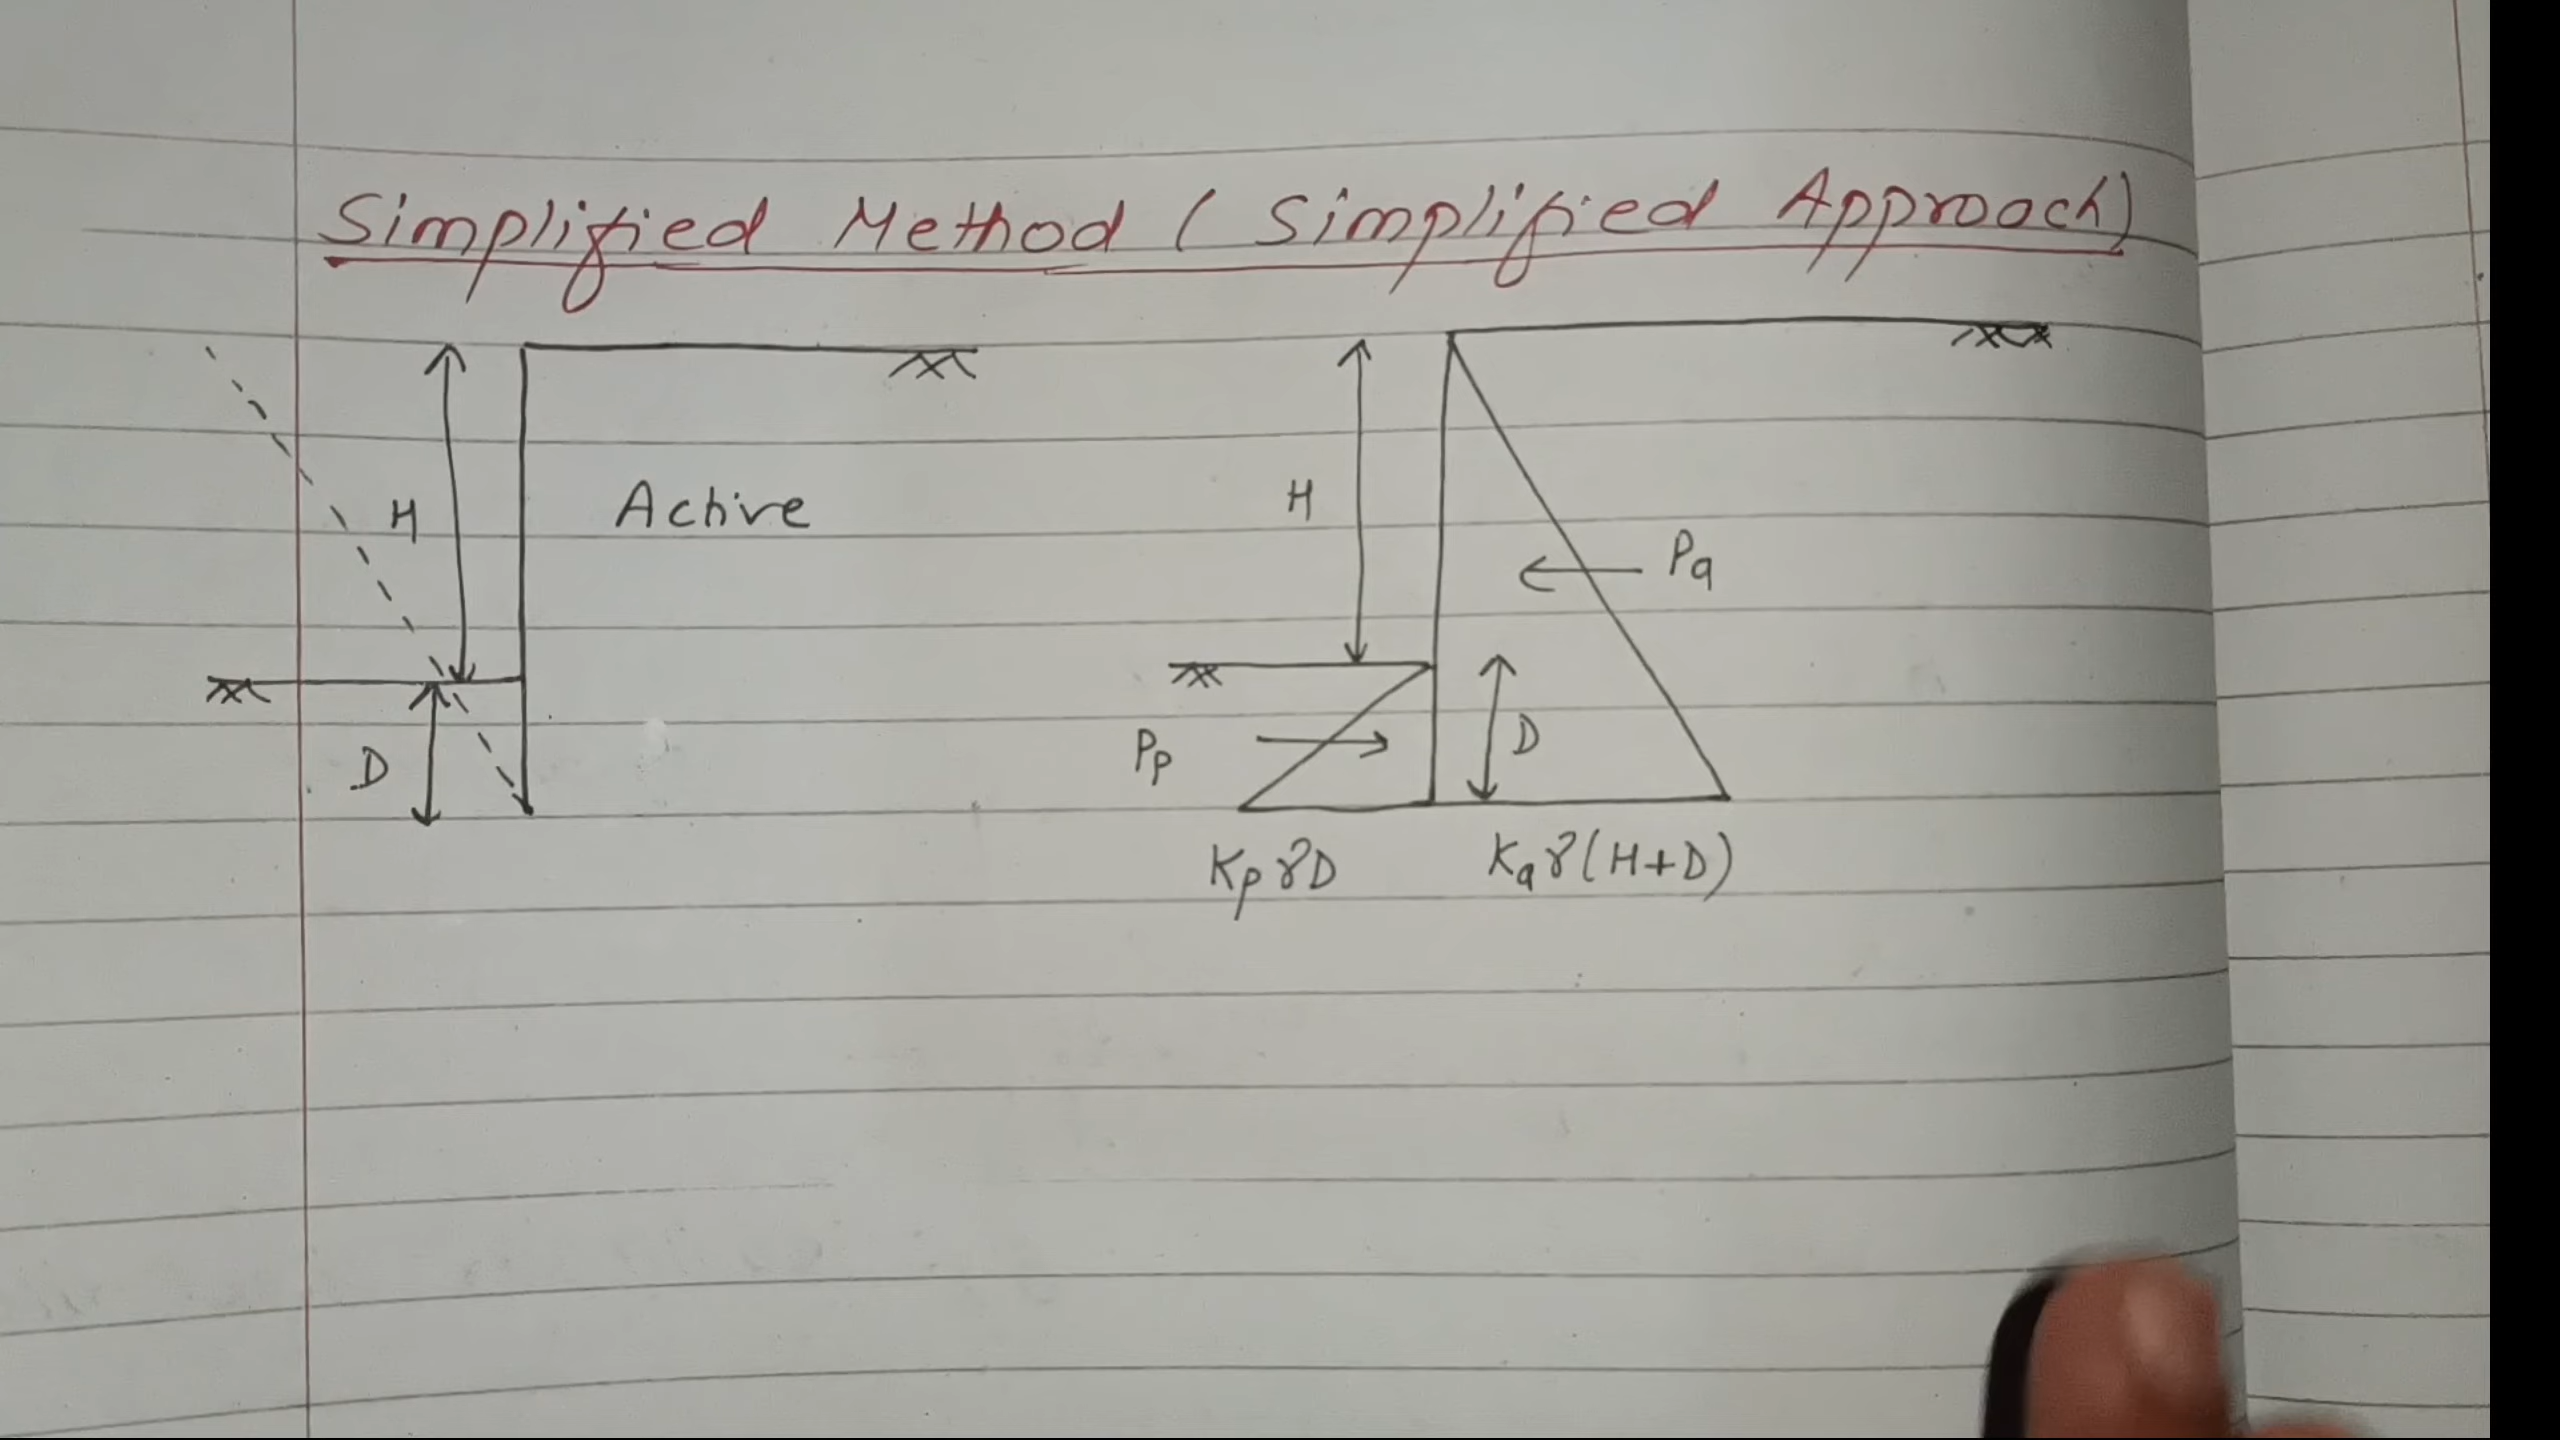 Simplified Method ( Simplified Approach)
H
Active
D
H
Pa
Pp
D
Kp γD
Ka γ(H+D)